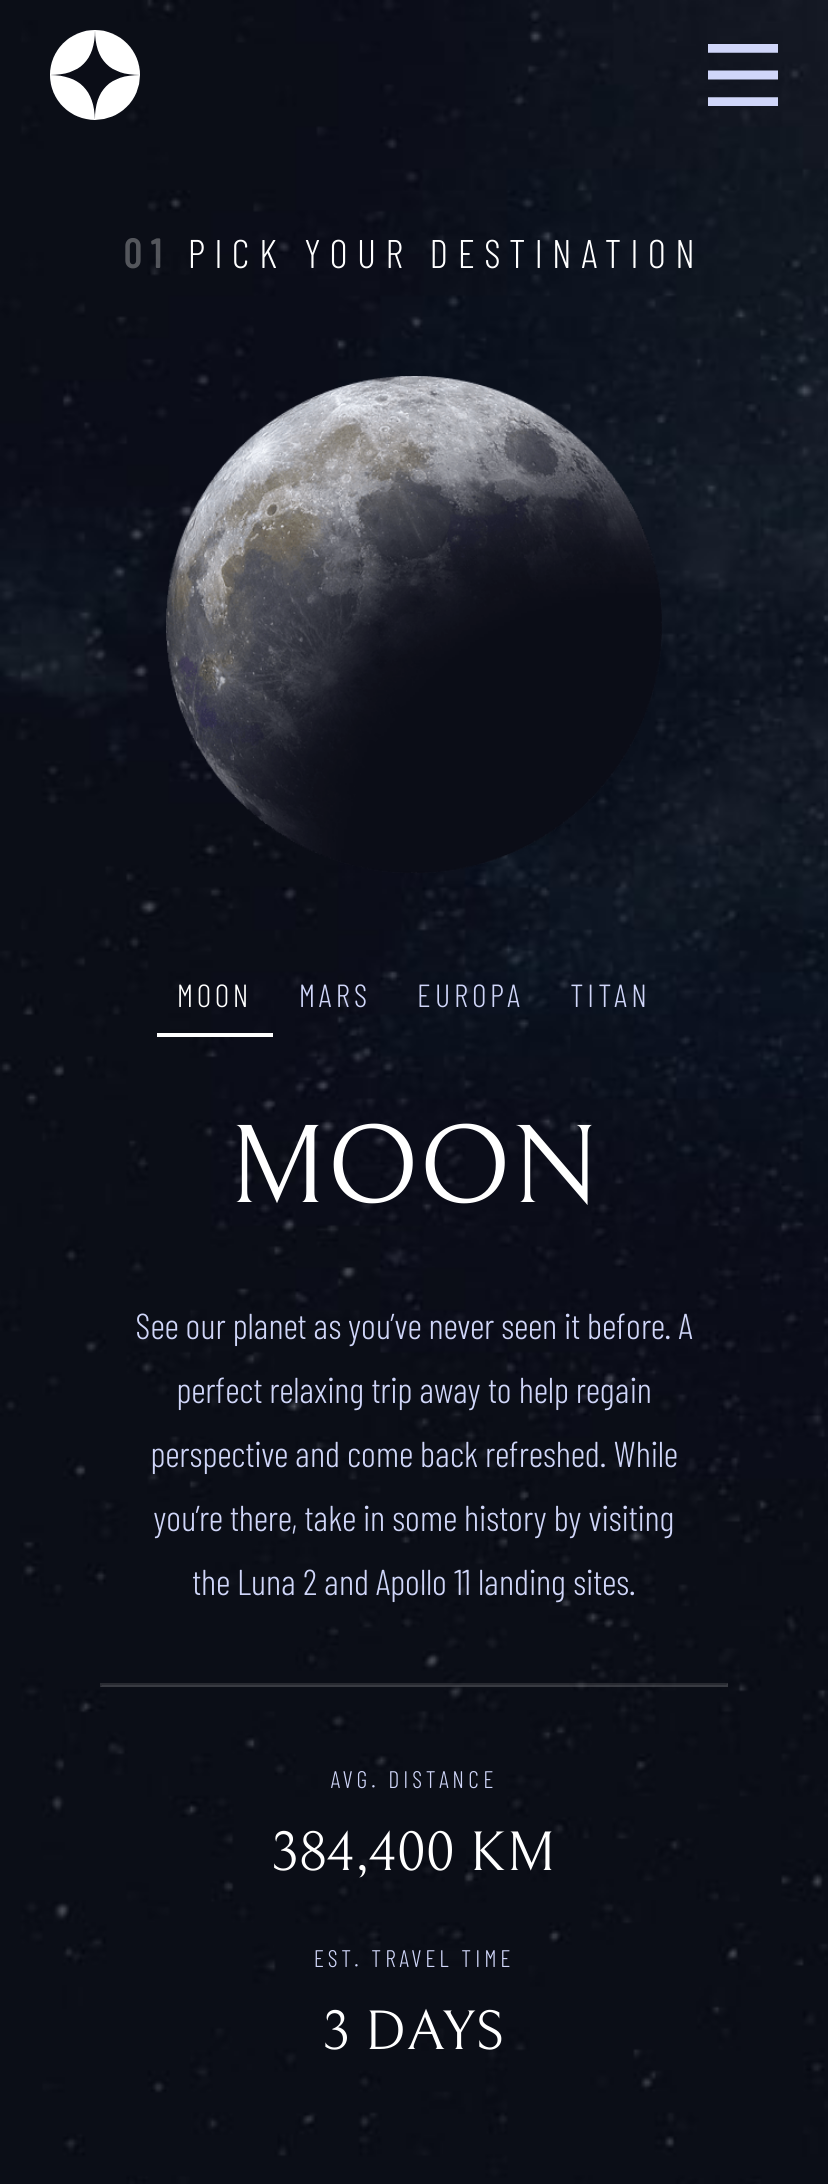 01 PICK YOUR DESTINATION
MOON MARS EUROPA TITAN
MOON
See our planet as you’ve never seen it before. A
perfect relaxing trip away to help regain
perspective and come back refreshed. While
you’re there, take in some history by visiting
the Luna 2 and Apollo 11 landing sites.
AVG. DISTANCE
384,400 KM
EST. TRAVEL TIME
3 DAYS